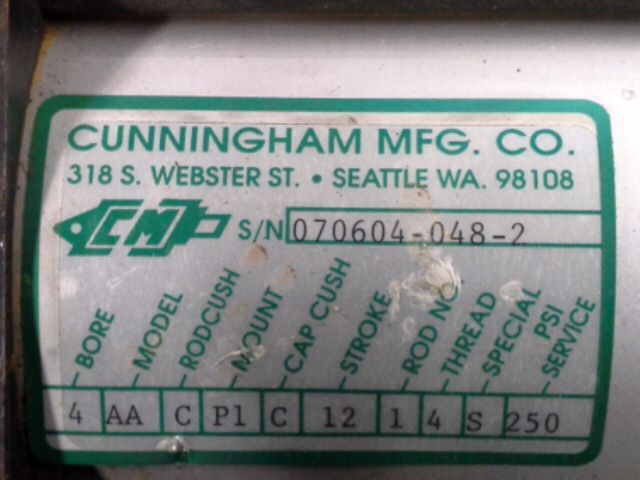 CUNNINGHAM MFG. CO.
318 S. WEBSTER ST. • SEATTLE WA. 98108
CM S/N 070604-048-2
BORE MODEL RODCUSH MOUNT CAP CUSH STROKE ROD NO. THREAD SPECIAL PSI SERVICE
4 AA C P1 C 12 1 4 S 250